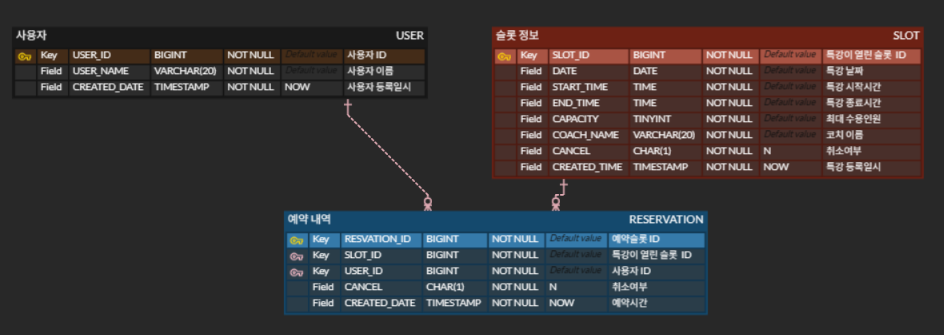 사용자 USER
Key USER_ID BIGINT NOT NULL Default value 사용자 ID
Field USER_NAME VARCHAR(20) NOT NULL Default value 사용자 이름
Field CREATED_DATE TIMESTAMP NOT NULL NOW 사용자 등록일시
슬롯 정보 SLOT
Key SLOT_ID BIGINT NOT NULL Default value 특강이 열린 슬롯 ID
Field DATE DATE NOT NULL Default value 특강 날짜
Field START_TIME TIME NOT NULL Default value 특강 시작시간
Field END_TIME TIME NOT NULL Default value 특강 종료시간
Field CAPACITY TINYINT NOT NULL Default value 최대 수용인원
Field COACH_NAME VARCHAR(20) NOT NULL Default value 코치 이름
Field CANCEL CHAR(1) NOT NULL N 취소여부
Field CREATED_TIME TIMESTAMP NOT NULL NOW 특강 등록일시
예약 내역 RESERVATION
Key RESVATION_ID BIGINT NOT NULL Default value 예약슬롯 ID
Key SLOT_ID BIGINT NOT NULL Default value 특강이 열린 슬롯 ID
Key USER_ID BIGINT NOT NULL Default value 사용자 ID
Field CANCEL CHAR(1) NOT NULL N 취소여부
Field CREATED_DATE TIMESTAMP NOT NULL NOW 예약시간